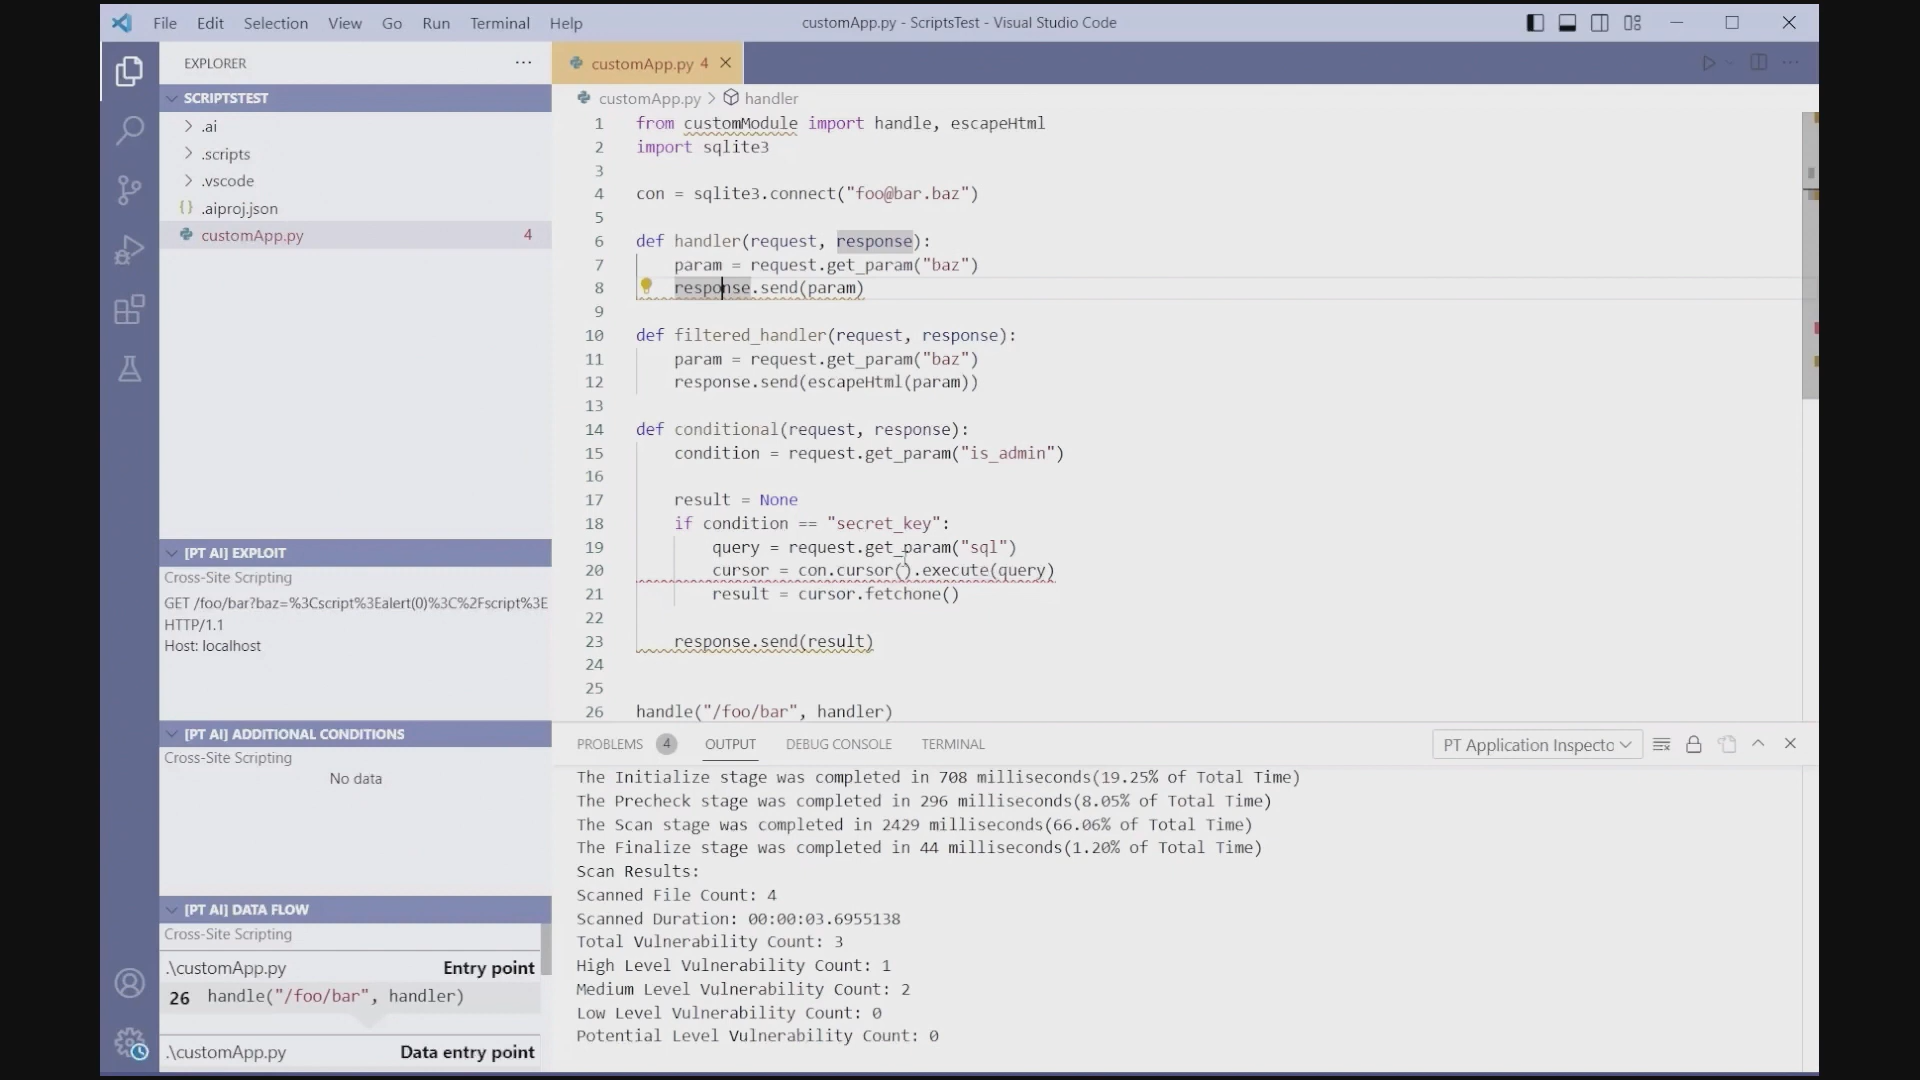 File Edit Selection View Go Run Terminal Help
customApp.py - ScriptsTest - Visual Studio Code
EXPLORER
SCRIPTSTEST
.ai
.scripts
.vscode
{} .aiproj.json
customApp.py 4
[PT AI] EXPLOIT
Cross-Site Scripting
GET /foo/bar?baz=%3Cscript%3Ealert(0)%3C%2Fscript%3E
HTTP/1.1
Host: localhost
[PT AI] ADDITIONAL CONDITIONS
Cross-Site Scripting
No data
[PT AI] DATA FLOW
Cross-Site Scripting
.\customApp.py Entry point
26 handle("/foo/bar", handler)
.\customApp.py Data entry point
customApp.py 4
customApp.py > handler
1 from customModule import handle, escapeHtml
2 import sqlite3
3
4 con = sqlite3.connect("foo@bar.baz")
5
6 def handler(request, response):
7 param = request.get_param("baz")
8 response.send(param)
9
10 def filtered_handler(request, response):
11 param = request.get_param("baz")
12 response.send(escapeHtml(param))
13
14 def conditional(request, response):
15 condition = request.get_param("is_admin")
16
17 result = None
18 if condition == "secret_key":
19 query = request.get_param("sql")
20 cursor = con.cursor().execute(query)
21 result = cursor.fetchone()
22
23 response.send(result)
24
25
26 handle("/foo/bar", handler)
PROBLEMS 4 OUTPUT DEBUG CONSOLE TERMINAL
PT Application Inspecto
The Initialize stage was completed in 708 milliseconds(19.25% of Total Time)
The Precheck stage was completed in 296 milliseconds(8.05% of Total Time)
The Scan stage was completed in 2429 milliseconds(66.06% of Total Time)
The Finalize stage was completed in 44 milliseconds(1.20% of Total Time)
Scan Results:
Scanned File Count: 4
Scanned Duration: 00:00:03.6955138
Total Vulnerability Count: 3
High Level Vulnerability Count: 1
Medium Level Vulnerability Count: 2
Low Level Vulnerability Count: 0
Potential Level Vulnerability Count: 0